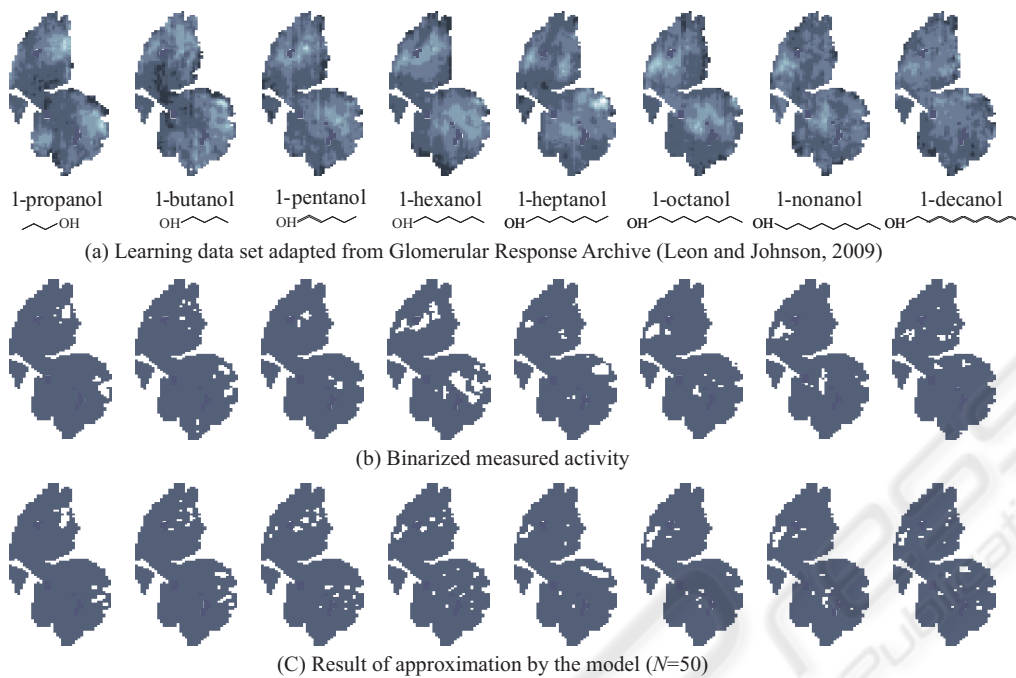 1-propanol 1-butanol 1-pentanol 1-hexanol 1-heptanol 1-octanol 1-nonanol 1-decanol
OH OH OH OH OH OH OH OH
(a) Learning data set adapted from Glomerular Response Archive (Leon and Johnson, 2009)
(b) Binarized measured activity
(C) Result of approximation by the model (N=50)